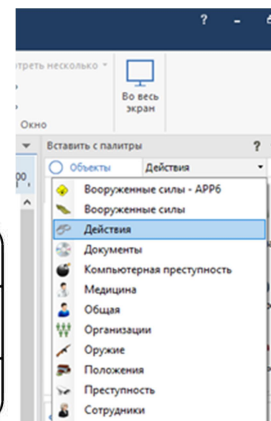 ?
смотреть несколько
Во весь
экран
Окно
Вставить с палитры ?
Объекты Действия
Вооруженные силы - APP6
Вооруженные силы
Действия
Документы
Компьютерная преступность
Медицина
Общая
Организации
Оружие
Положения
Преступность
Сотрудники